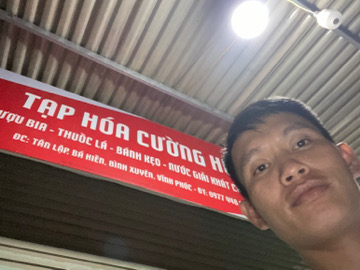 TẠP HÓA CƯỜNG
RƯỢU BIA - THUỐC LÁ - BÁNH KẸO - NƯỚC GIẢI KHÁT
ĐC: TÂN LẬP, BÁ HIẾN, BÌNH XUYÊN, VĨNH PHÚC - ĐT: 0977